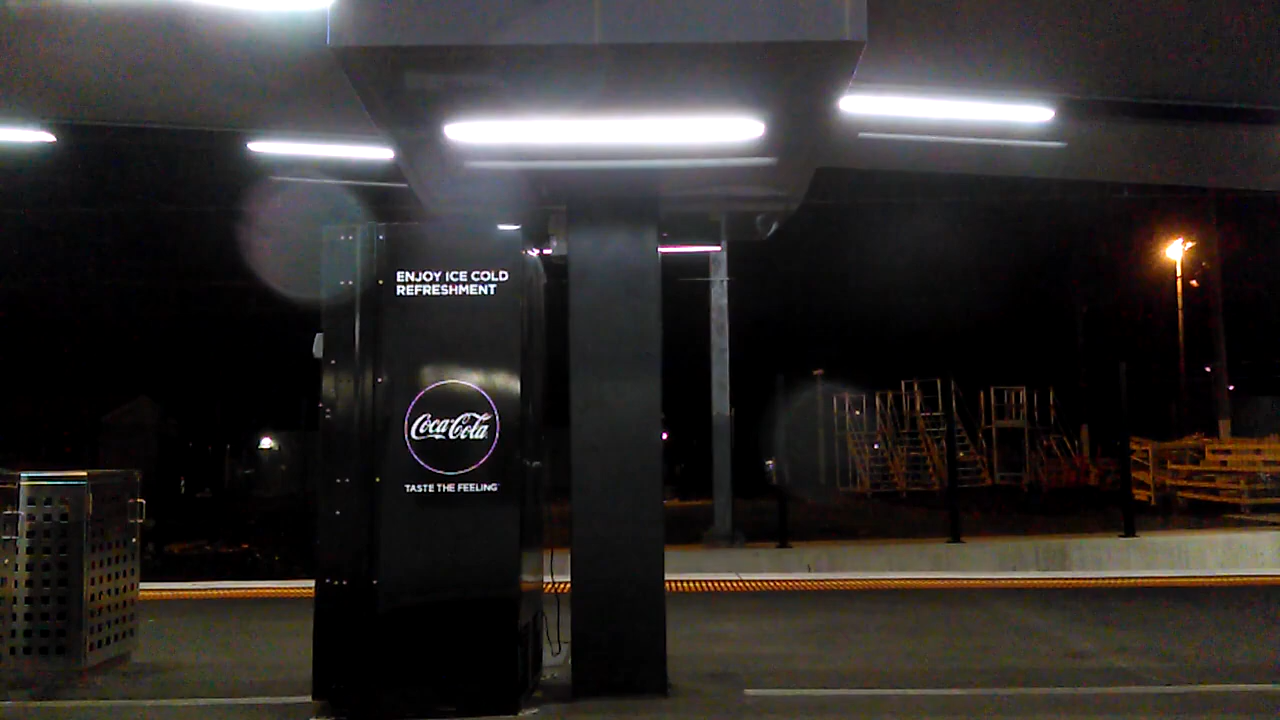 ENJOY ICE COLD
REFRESHMENT
Coca-Cola
TASTE THE FEELING